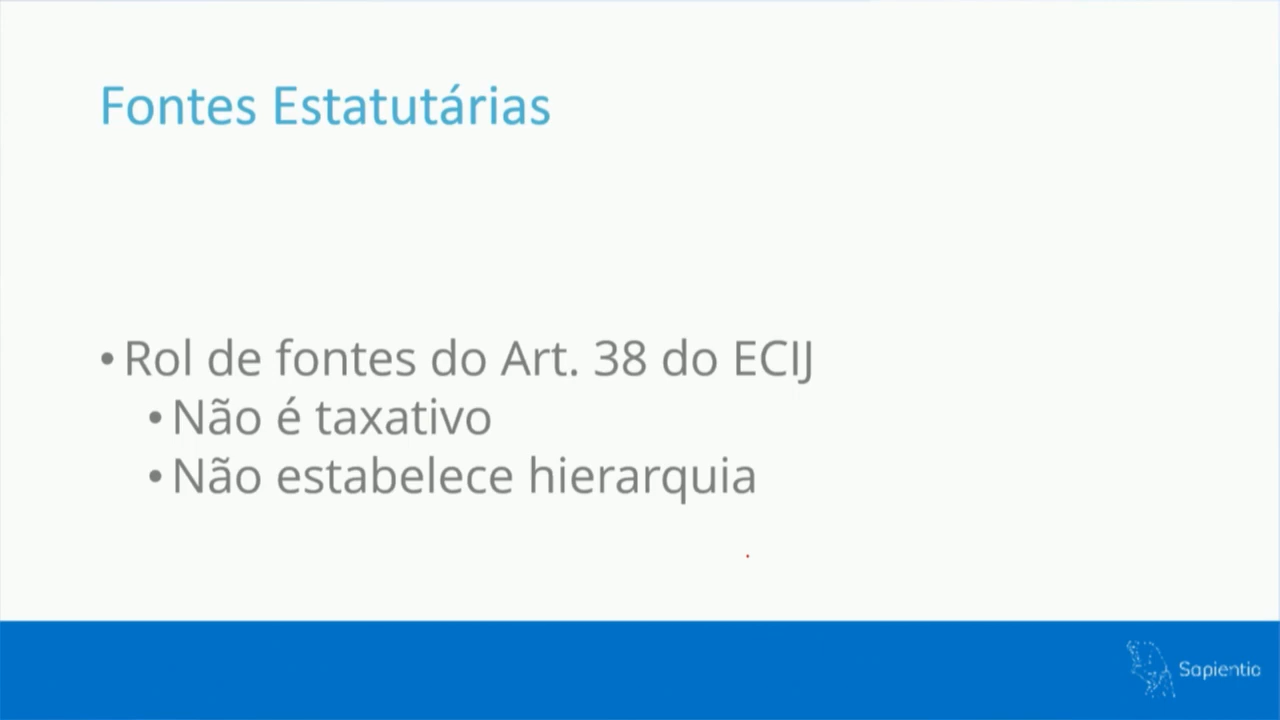 Fontes Estatutárias
• Rol de fontes do Art. 38 do ECIJ
• Não é taxativo
• Não estabelece hierarquia
Sapientia